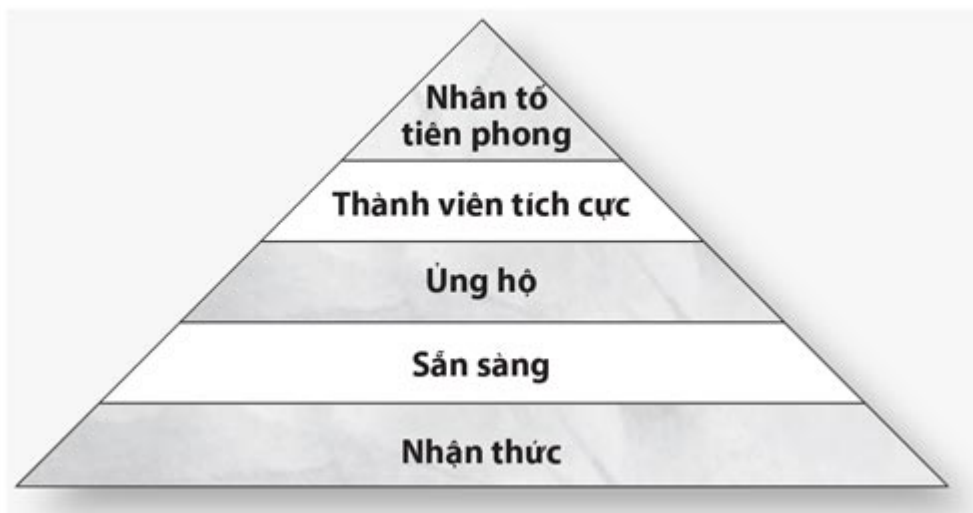 Nhân tố
tiên phong
Thành viên tích cực
Ủng hộ
Sẵn sàng
Nhận thức